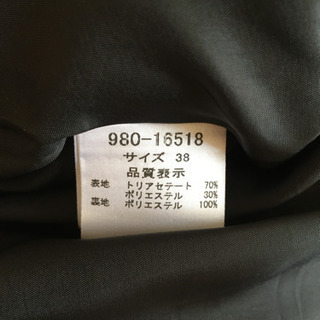 980-16518
サイズ 38
品質表示
表地 トリアセテート 70%
ポリエステル 30%
裏地 ポリエステル 100%